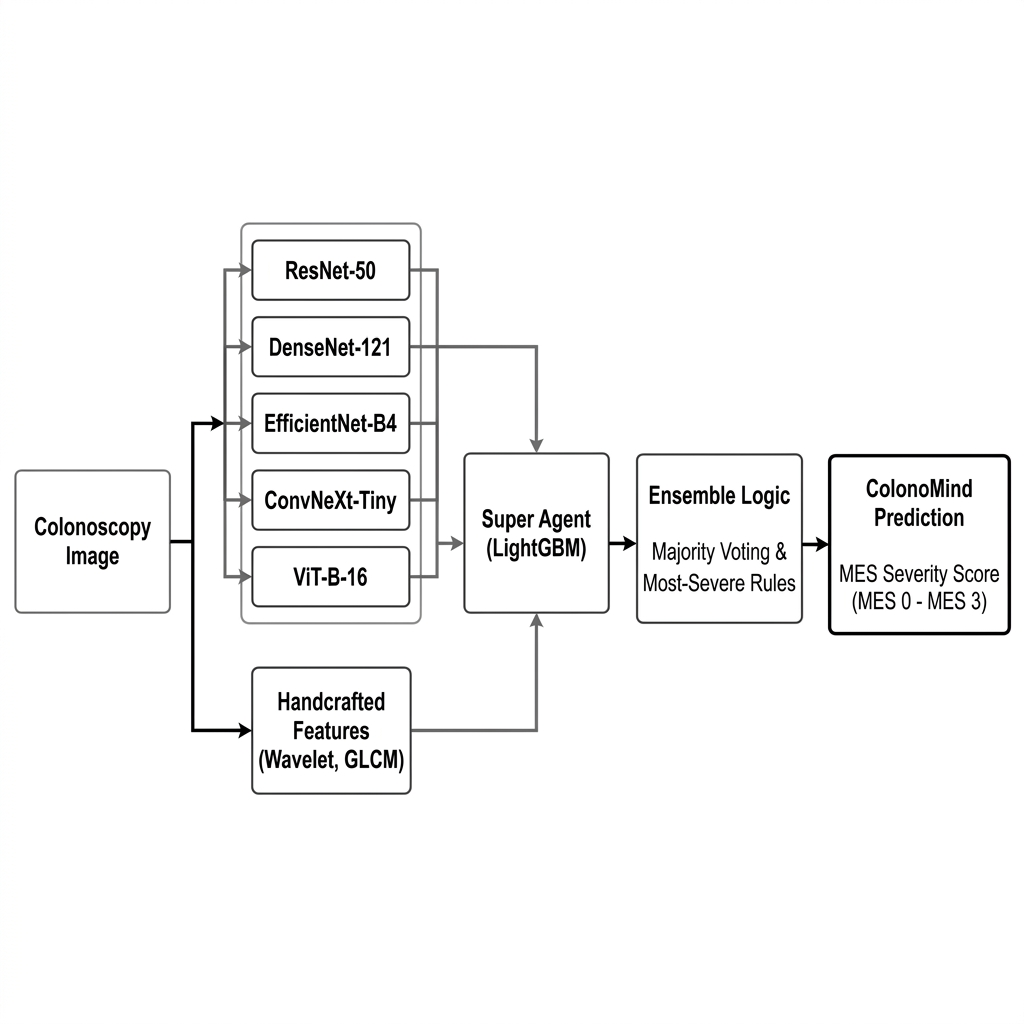 Colonoscopy
Image
ResNet-50
DenseNet-121
EfficientNet-B4
ConvNeXt-Tiny
ViT-B-16
Handcrafted
Features
(Wavelet, GLCM)
Super Agent
(LightGBM)
Ensemble Logic
Majority Voting &
Most-Severe Rules
ColonoMind
Prediction
MES Severity Score
(MES 0 - MES 3)